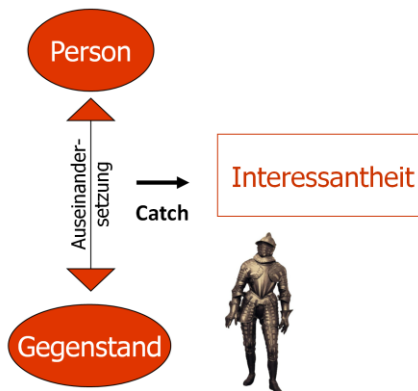 Person
Auseinander-
setzung
Catch
Interessantheit
Gegenstand